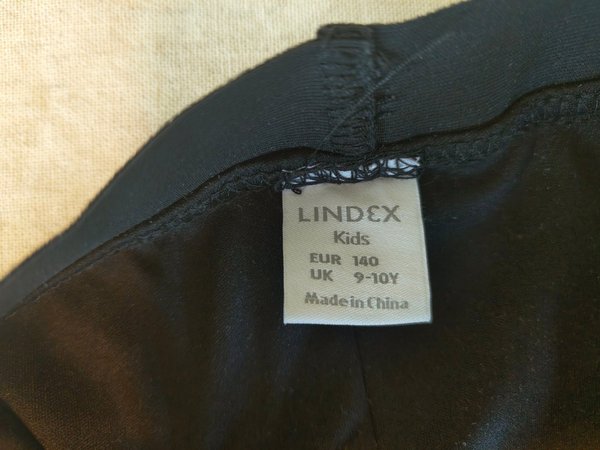 LINDEX
Kids
EUR 140
UK 9-10Y
Made in China